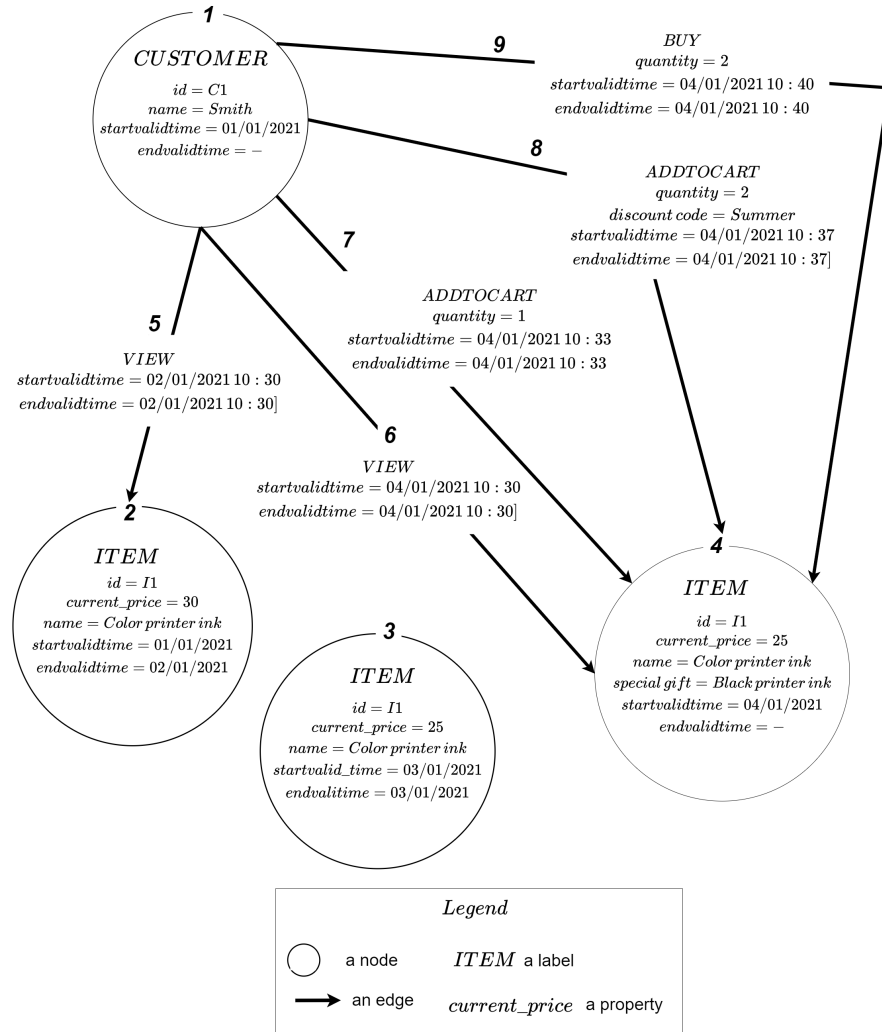 1
CUSTOMER
id = C1
name = Smith
startvalidtime = 01/01/2021
endvalidtime = −
9
BUY
quantity = 2
startvalidtime = 04/01/2021 10 : 40
endvalidtime = 04/01/2021 10 : 40
8
ADDTOCART
quantity = 2
discount code = Summer
startvalidtime = 04/01/2021 10 : 37
endvalidtime = 04/01/2021 10 : 37]
7
ADDTOCART
quantity = 1
startvalidtime = 04/01/2021 10 : 33
endvalidtime = 04/01/2021 10 : 33
5
VIEW
startvalidtime = 02/01/2021 10 : 30
endvalidtime = 02/01/2021 10 : 30]
6
VIEW
startvalidtime = 04/01/2021 10 : 30
endvalidtime = 04/01/2021 10 : 30]
2
ITEM
id = I1
current_price = 30
name = Color printer ink
startvalidtime = 01/01/2021
endvalidtime = 02/01/2021
3
ITEM
id = I1
current_price = 25
name = Color printer ink
startvalid_time = 03/01/2021
endvalitime = 03/01/2021
4
ITEM
id = I1
current_price = 25
name = Color printer ink
special gift = Black printer ink
startvalidtime = 04/01/2021
endvalidtime = −
Legend
a node
ITEM a label
an edge
current_price a property